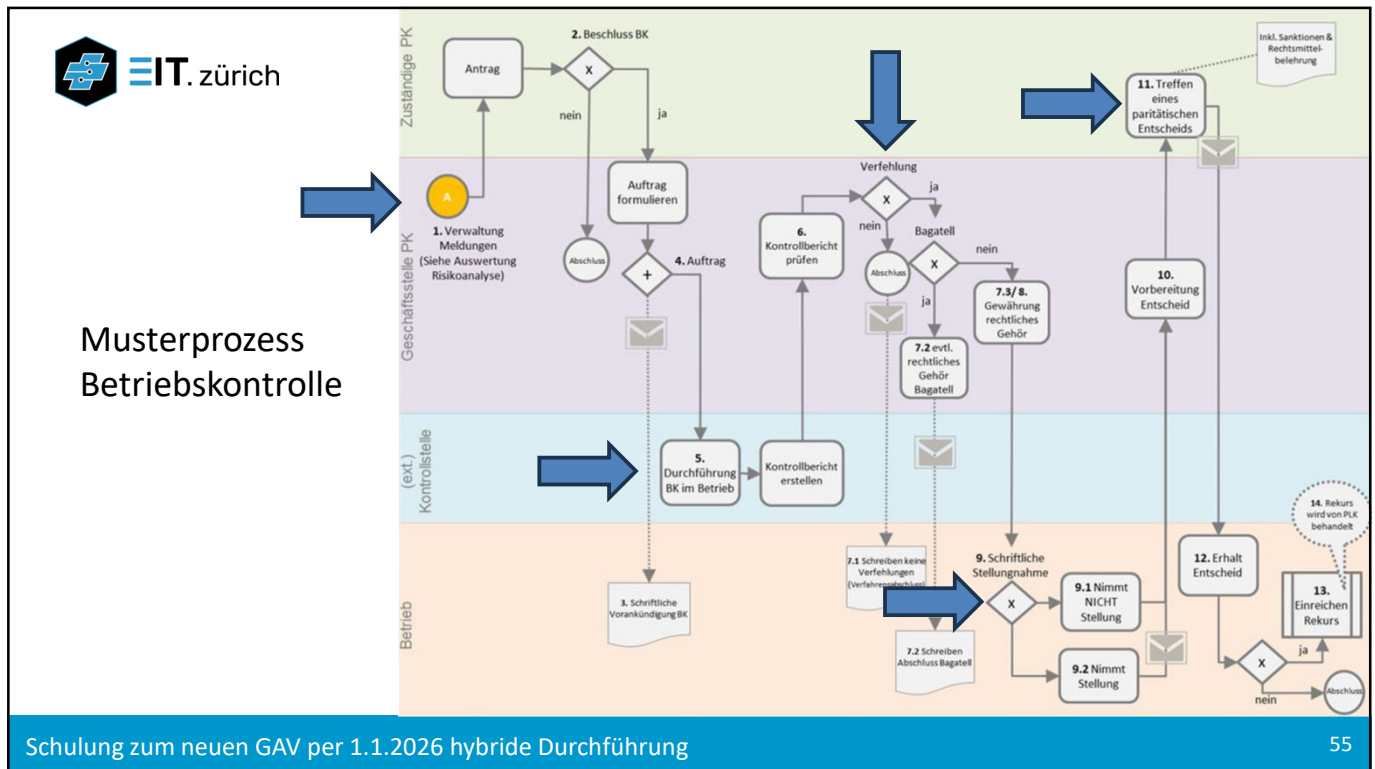 EIT. zürich
Musterprozess
Betriebskontrolle
Zuständige PK
Antrag
2. Beschluss BK
X
nein
ja
11. Treffen
eines
paritätischen
Entscheids
Inkl. Sanktionen &
Rechtsmittel-
belehrung
Geschäftsstelle PK
A
1. Verwaltung
Meldungen
(Siehe Auswertung
Risikoanalyse)
Auftrag
formulieren
Abschluss
+
4. Auftrag
6.
Kontrollbericht
prüfen
Verfehlung
X
ja
nein
Abschluss
Bagatell
X
nein
ja
7.2 evtl.
rechtliches
Gehör
Bagatell
7.3/ 8.
Gewährung
rechtliches
Gehör
10.
Vorbereitung
Entscheid
(ext.)
Kontrollstelle
5.
Durchführung
BK im Betrieb
Kontrollbericht
erstellen
Betrieb
3. Schriftliche
Vorankündigung BK
7.1 Schreiben keine
Verfehlungen
(Verfahrensabschluss)
7.2 Schreiben
Abschluss Bagatell
9. Schriftliche
Stellungnahme
X
9.1 Nimmt
NICHT
Stellung
9.2 Nimmt
Stellung
12. Erhalt
Entscheid
X
ja
nein
13.
Einreichen
Rekurs
14. Rekurs
wird von PLK
behandelt
Abschluss
Schulung zum neuen GAV per 1.1.2026 hybride Durchführung
55